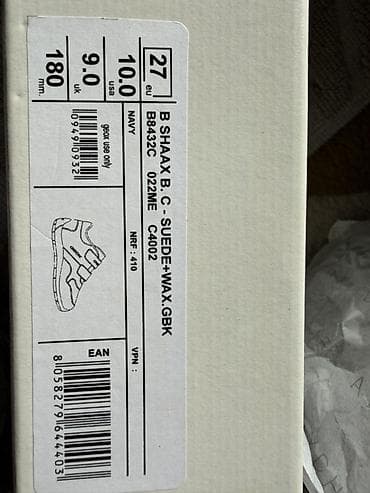 27 eu
10.0 usa
9.0 uk
180 mm.
B SHAAX B. C - SUEDE+WAX.GBK
B8432C 022ME C4002
NAVY NRF : 410 VPN :
geox use only
09490932
EAN
8058279644403